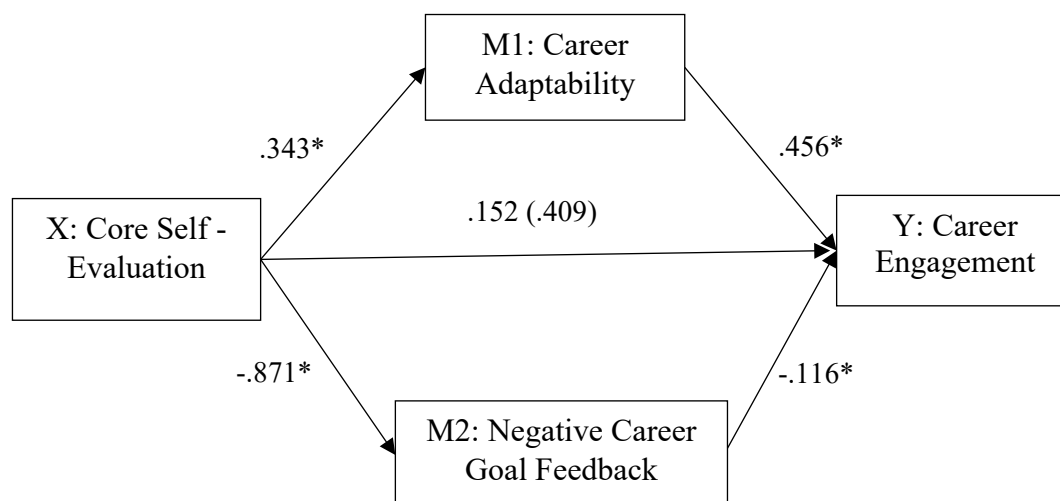 M1: Career
Adaptability
.343*
.456*
.152 (.409)
X: Core Self -
Evaluation
Y: Career
Engagement
-.871*
-.116*
M2: Negative Career
Goal Feedback